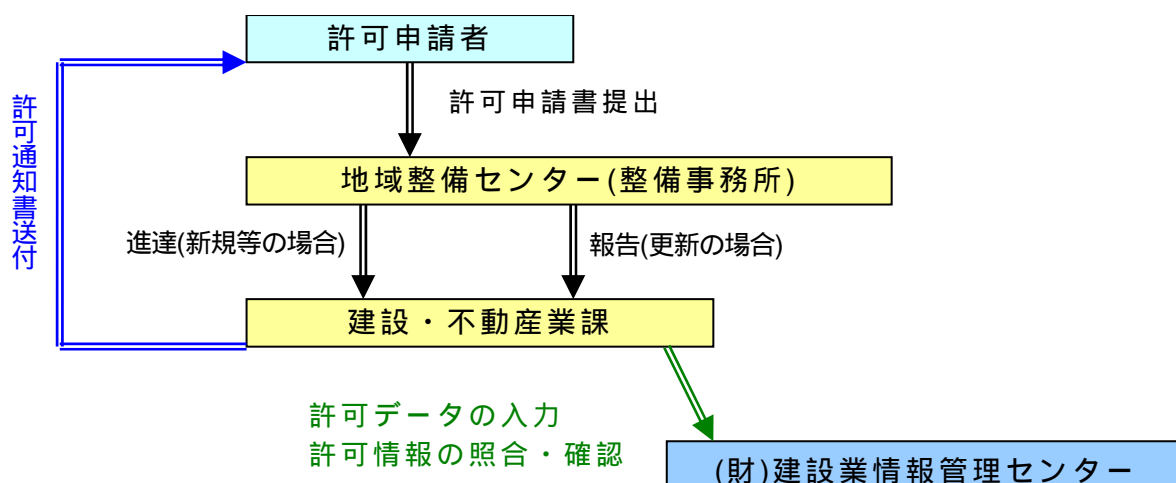 許可申請者
許可申請書提出
許可通知書送付
地域整備センター(整備事務所)
進達(新規等の場合)
報告(更新の場合)
建設・不動産業課
許可データの入力
許可情報の照合・確認
(財)建設業情報管理センター